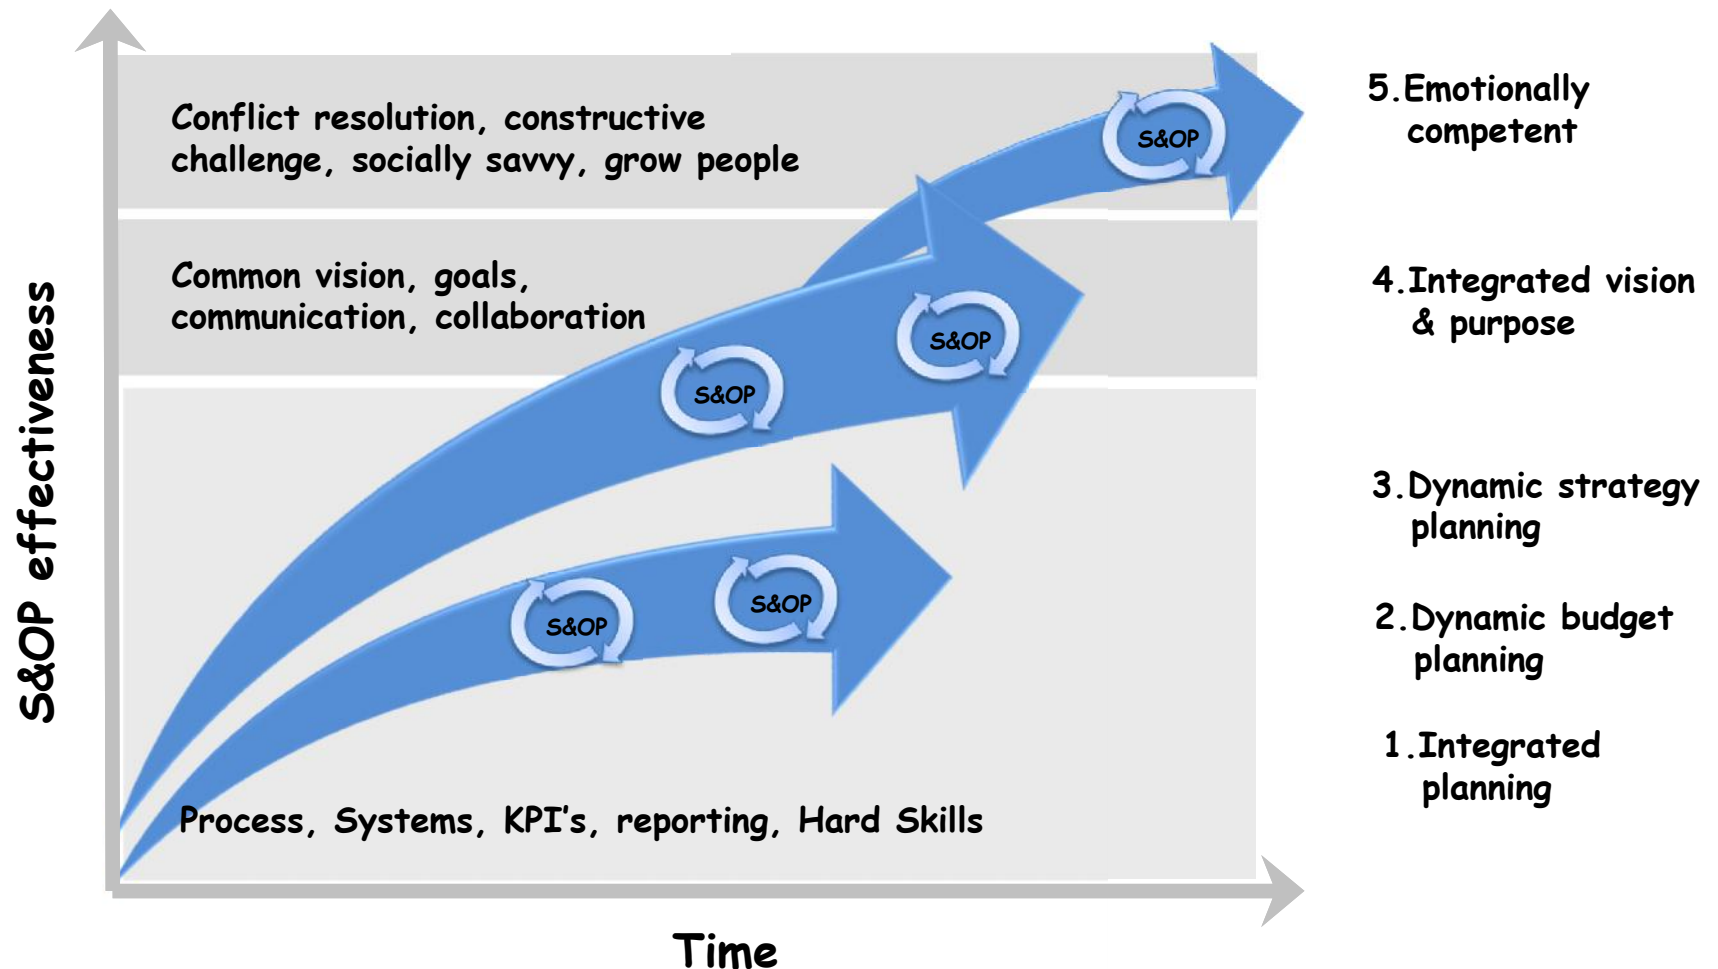 Conflict resolution, constructive
challenge, socially savvy, grow people
Common vision, goals,
communication, collaboration
S&OP
S&OP
S&OP
S&OP
S&OP
Process, Systems, KPI's, reporting, Hard Skills
S&OP effectiveness
Time
5.Emotionally
competent
4.Integrated vision
& purpose
3.Dynamic strategy
planning
2.Dynamic budget
planning
1.Integrated
planning